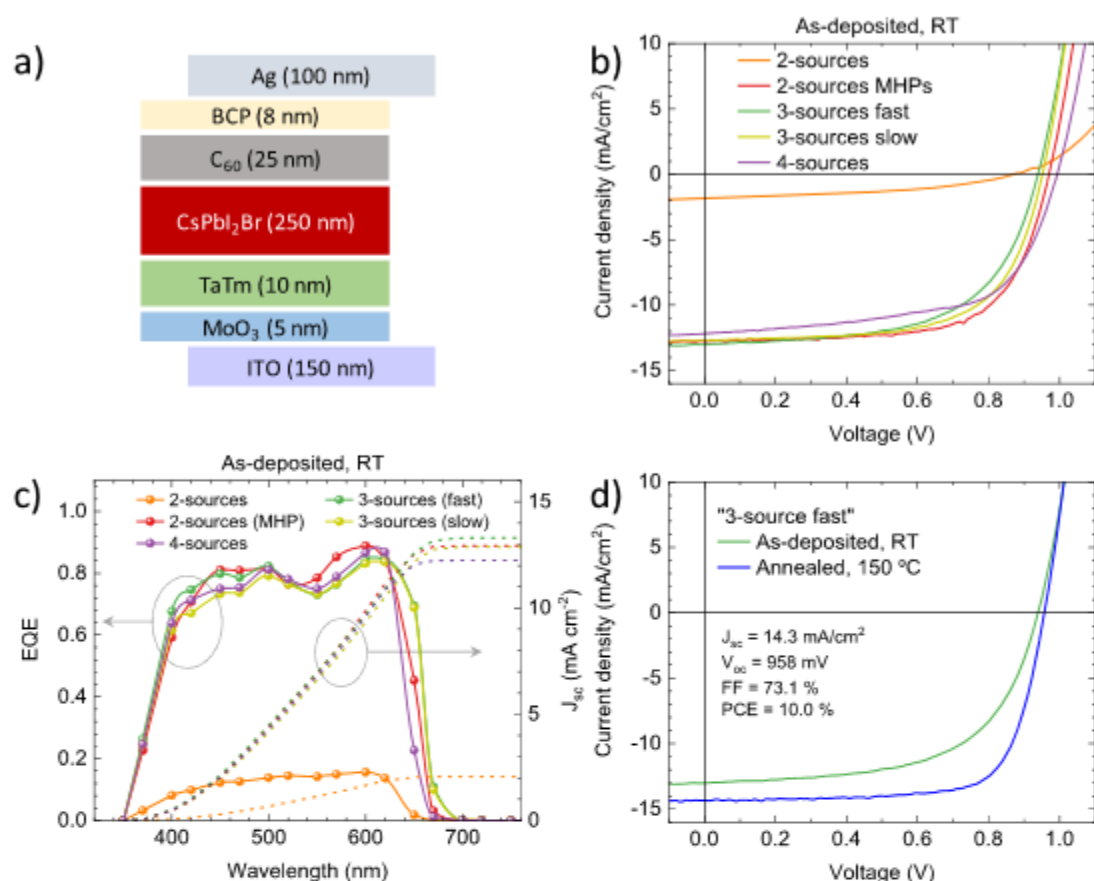 a)
Ag (100 nm)
BCP (8 nm)
C60 (25 nm)
CsPbI2Br (250 nm)
TaTm (10 nm)
MoO3 (5 nm)
ITO (150 nm)
b)
As-deposited, RT
2-sources
2-sources MHPs
3-sources fast
3-sources slow
4-sources
Current density (mA/cm2)
10
5
0
-5
-10
-15
0.0 0.2 0.4 0.6 0.8 1.0
Voltage (V)
c)
As-deposited, RT
2-sources
2-sources (MHP)
4-sources
3-sources (fast)
3-sources (slow)
EQE
1.0
0.8
0.6
0.4
0.2
0.0
15
10
5
0
Jsc (mA cm-2)
400 500 600 700
Wavelength (nm)
d)
"3-source fast"
As-deposited, RT
Annealed, 150 ºC
Jsc = 14.3 mA/cm2
Voc = 958 mV
FF = 73.1 %
PCE = 10.0 %
Current density (mA/cm2)
10
5
0
-5
-10
-15
0.0 0.2 0.4 0.6 0.8 1.0
Voltage (V)